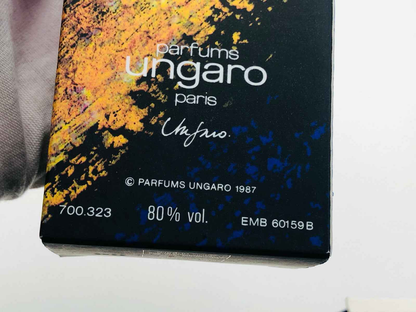 parfums
ungaro
paris
Ungaro.
© PARFUMS UNGARO 1987
700.323 80% vol. EMB 60159B